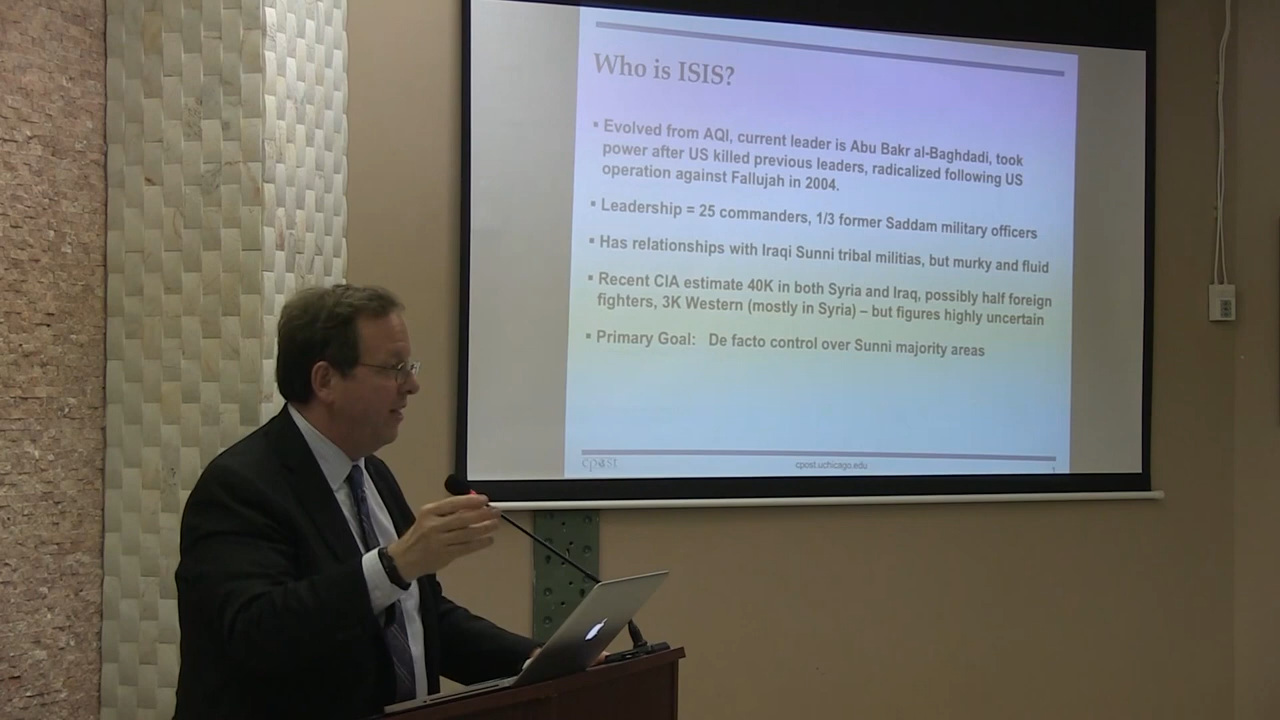 Who is ISIS?
▪ Evolved from AQI, current leader is Abu Bakr al-Baghdadi, took
power after US killed previous leaders, radicalized following US
operation against Fallujah in 2004.
▪ Leadership = 25 commanders, 1/3 former Saddam military officers
▪ Has relationships with Iraqi Sunni tribal militias, but murky and fluid
▪ Recent CIA estimate 40K in both Syria and Iraq, possibly half foreign
fighters, 3K Western (mostly in Syria) – but figures highly uncertain
▪ Primary Goal: De facto control over Sunni majority areas
cpost
cpost.uchicago.edu